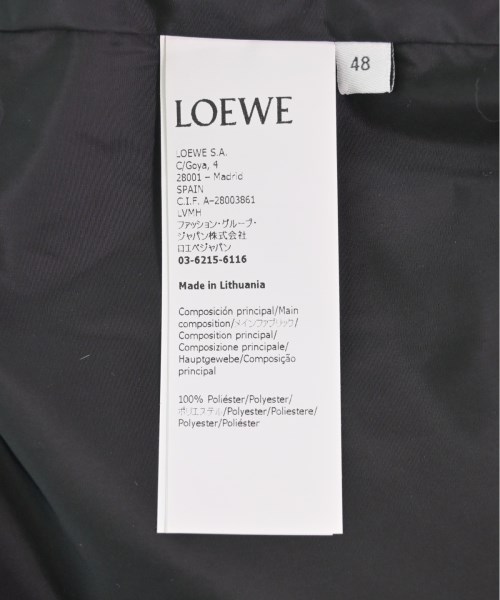 48
LOEWE
LOEWE S.A.
C/Goya, 4
28001 – Madrid
SPAIN
C.I.F. A-28003861
LVMH
ファッション・グループ・
ジャパン株式会社
ロエベジャパン
03-6215-6116
Made in Lithuania
Composición principal/Main
composition/メインファブリック/
Composition principal/
Composizione principale/
Hauptgewebe/Composição
principal
100% Poliéster/Polyester/
ポリエステル/Polyester/Poliestere/
Polyester/Poliéster